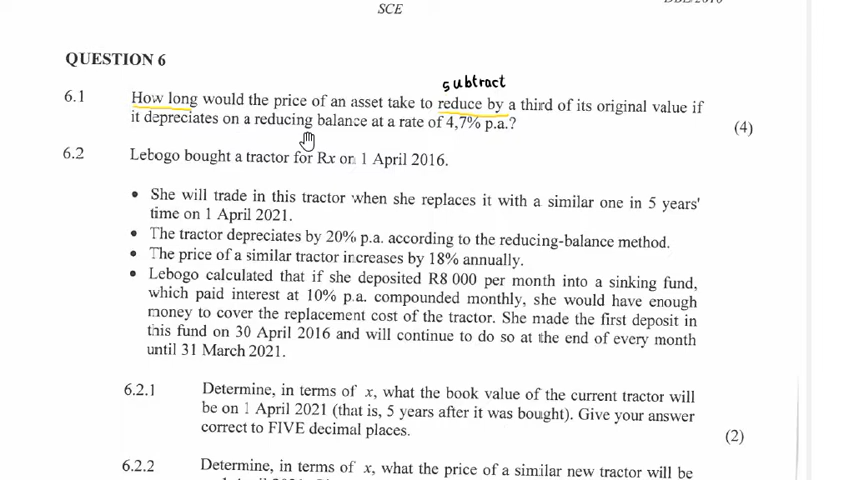 SCE
QUESTION 6
subtract
6.1 How long would the price of an asset take to reduce by a third of its original value if
it depreciates on a reducing balance at a rate of 4,7% p.a.?
(4)
6.2 Lebogo bought a tractor for Rx on 1 April 2016.
• She will trade in this tractor when she replaces it with a similar one in 5 years'
time on 1 April 2021.
• The tractor depreciates by 20% p.a. according to the reducing-balance method.
• The price of a similar tractor increases by 18% annually.
• Lebogo calculated that if she deposited R8 000 per month into a sinking fund,
which paid interest at 10% p.a. compounded monthly, she would have enough
money to cover the replacement cost of the tractor. She made the first deposit in
this fund on 30 April 2016 and will continue to do so at the end of every month
until 31 March 2021.
6.2.1 Determine, in terms of x, what the book value of the current tractor will
be on 1 April 2021 (that is, 5 years after it was bought). Give your answer
correct to FIVE decimal places.
(2)
6.2.2 Determine, in terms of x, what the price of a similar new tractor will be